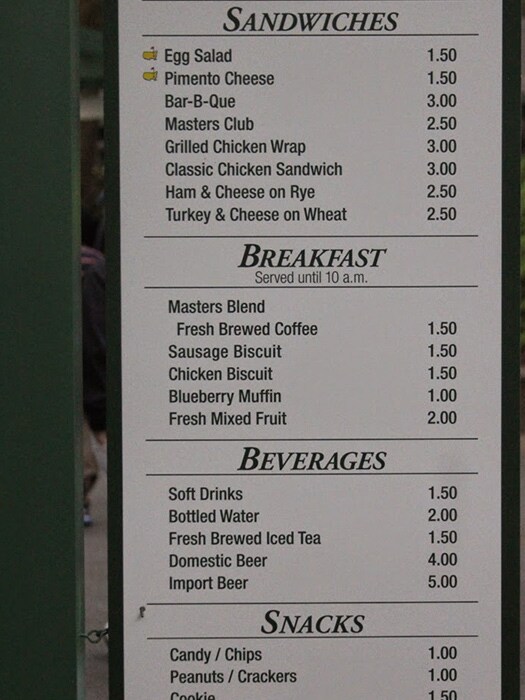 SANDWICHES
Egg Salad 1.50
Pimento Cheese 1.50
Bar-B-Que 3.00
Masters Club 2.50
Grilled Chicken Wrap 3.00
Classic Chicken Sandwich 3.00
Ham & Cheese on Rye 2.50
Turkey & Cheese on Wheat 2.50
BREAKFAST
Served until 10 a.m.
Masters Blend
Fresh Brewed Coffee 1.50
Sausage Biscuit 1.50
Chicken Biscuit 1.50
Blueberry Muffin 1.00
Fresh Mixed Fruit 2.00
BEVERAGES
Soft Drinks 1.50
Bottled Water 2.00
Fresh Brewed Iced Tea 1.50
Domestic Beer 4.00
Import Beer 5.00
SNACKS
Candy / Chips 1.00
Peanuts / Crackers 1.00
Cookie 1.50